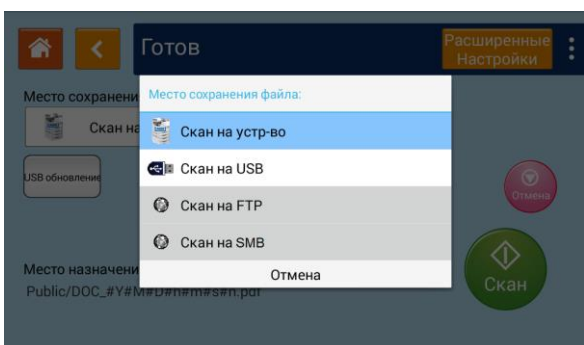 Готов
Расширенные
Настройки
Место сохранени
Место сохранения файла:
Скан на
Скан на устр-во
Скан на USB
USB обновление
Скан на FTP
Отмена
Скан на SMB
Отмена
Место назначени
Скан
Public/DOC_#Y#M#D#h#m#s#n.pdf